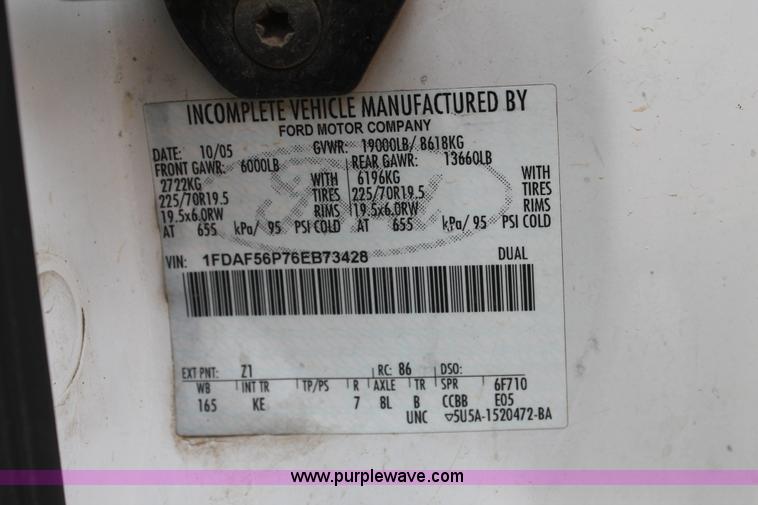 INCOMPLETE VEHICLE MANUFACTURED BY
FORD MOTOR COMPANY
DATE: 10/05 GVWR: 19000LB/ 8618KG
FRONT GAWR: 6000LB REAR GAWR: 13660LB
2722KG WITH 6196KG WITH
225/70R19.5 TIRES 225/70R19.5 TIRES
19.5x6.0RW RIMS 19.5x6.0RW RIMS
AT 655 kPa/ 95 PSI COLD AT 655 kPa/ 95 PSI COLD
VIN: 1FDAF56P76EB73428 DUAL
EXT PNT: Z1 RC: 86 DSO:
WB INT TR TP/PS R AXLE TR SPR 6F710
165 KE 7 8L B CCBB E05
UNC ▽5U5A-1520472-BA
www.purplewave.com